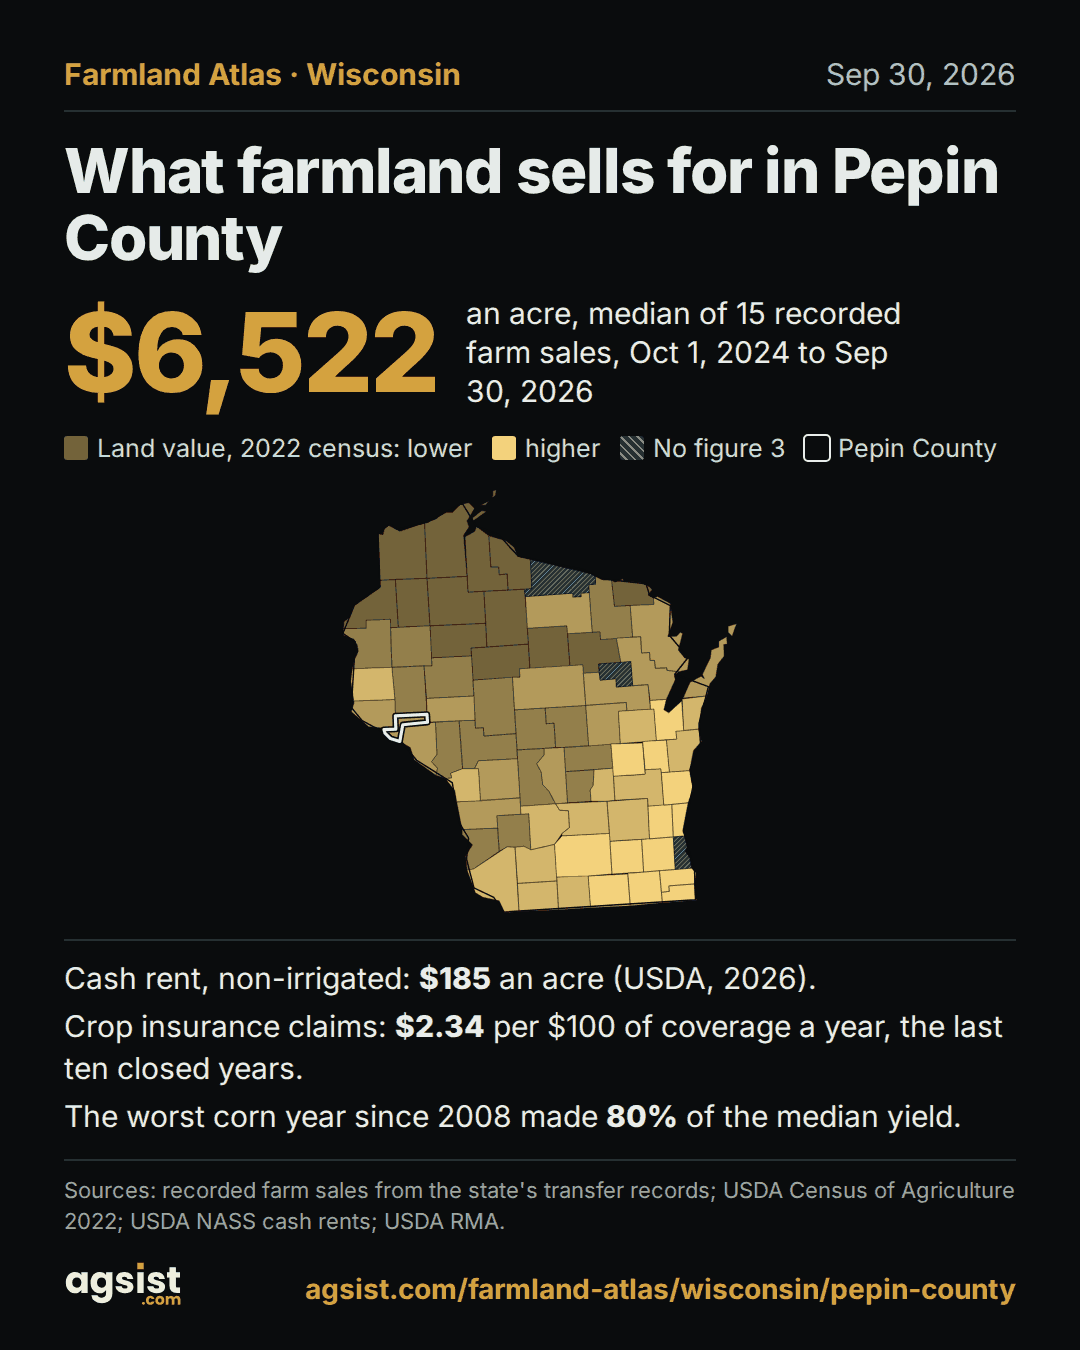 Farmland Atlas · Wisconsin
Sep 30, 2026
What farmland sells for in Pepin
County
$6,522
an acre, median of 15 recorded
farm sales, Oct 1, 2024 to Sep
30, 2026
Land value, 2022 census: lower
higher
No figure 3
Pepin County
Cash rent, non-irrigated: $185 an acre (USDA, 2026).
Crop insurance claims: $2.34 per $100 of coverage a year, the last
ten closed years.
The worst corn year since 2008 made 80% of the median yield.
Sources: recorded farm sales from the state's transfer records; USDA Census of Agriculture
2022; USDA NASS cash rents; USDA RMA.
agsist
.com
agsist.com/farmland-atlas/wisconsin/pepin-county